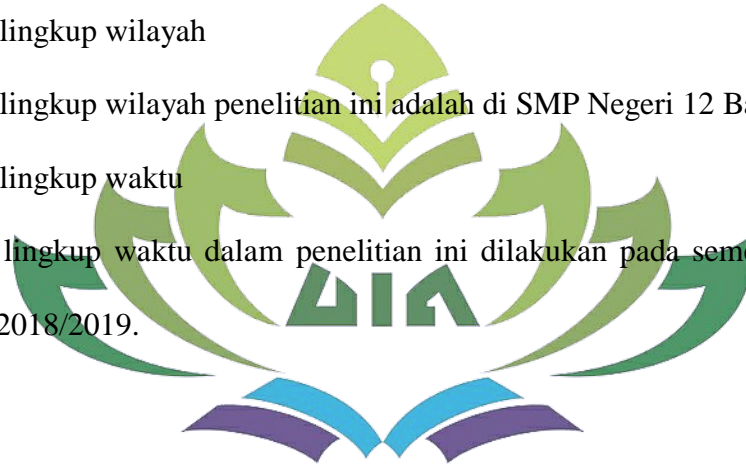 lingkup wilayah
lingkup wilayah penelitian ini adalah di SMP Negeri 12 Ba
lingkup waktu
lingkup waktu dalam penelitian ini dilakukan pada seme
2018/2019.
UIN